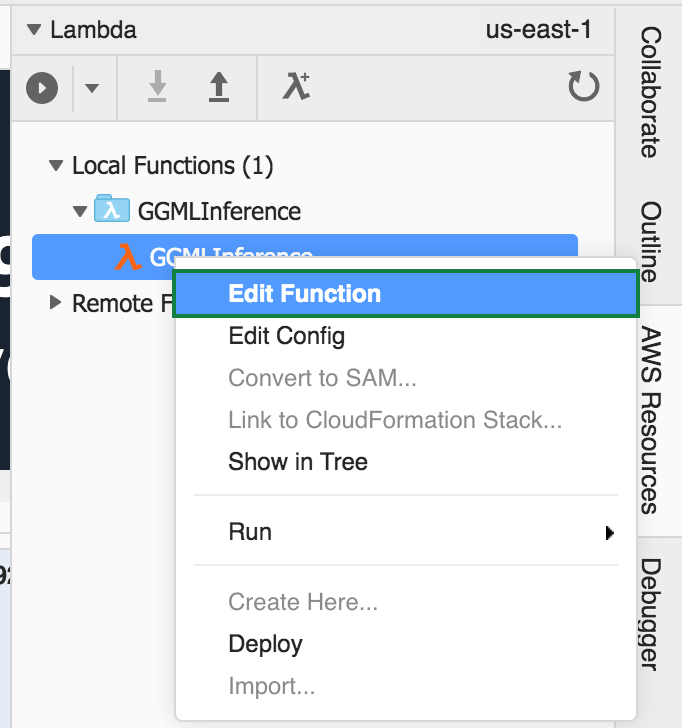 Lambda
us-east-1
Local Functions (1)
GGMLInference
GGMLInference
Remote F
Edit Function
Edit Config
Convert to SAM...
Link to CloudFormation Stack...
Show in Tree
Run
Create Here...
Deploy
Import...
Collaborate
Outline
AWS Resources
Debugger